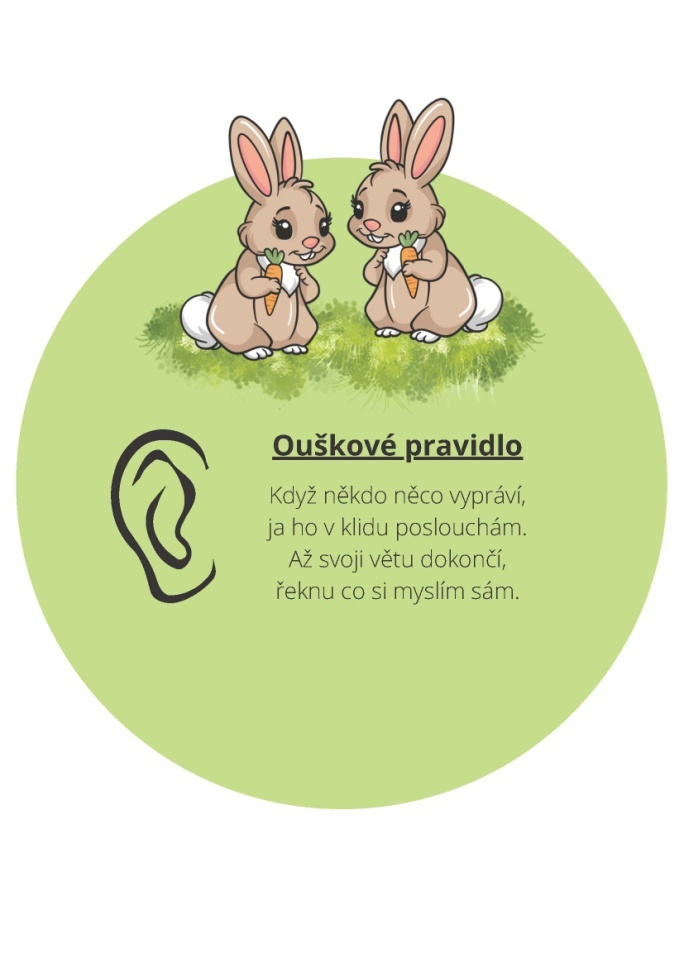 Ouškové pravidlo
Když někdo něco vypráví,
ja ho v klidu poslouchám.
Až svoji větu dokončí,
řeknu co si myslím sám.